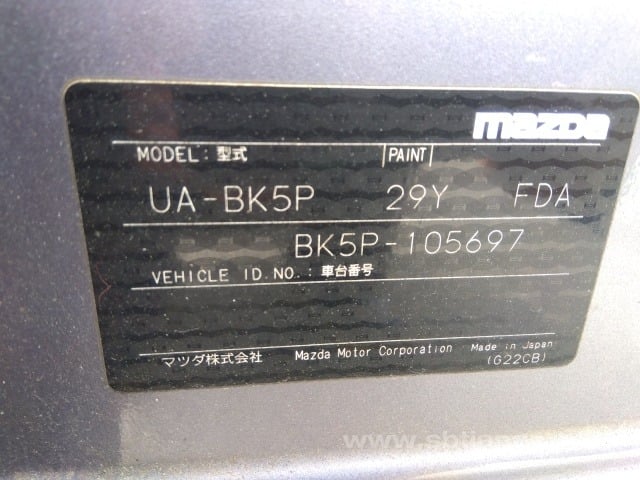 mazda
MODEL : 型式 PAINT
UA-BK5P 29Y FDA
BK5P-105697
VEHICLE ID.NO. : 車台番号
マツダ株式会社 Mazda Motor Corporation Made in Japan
(G22CB)